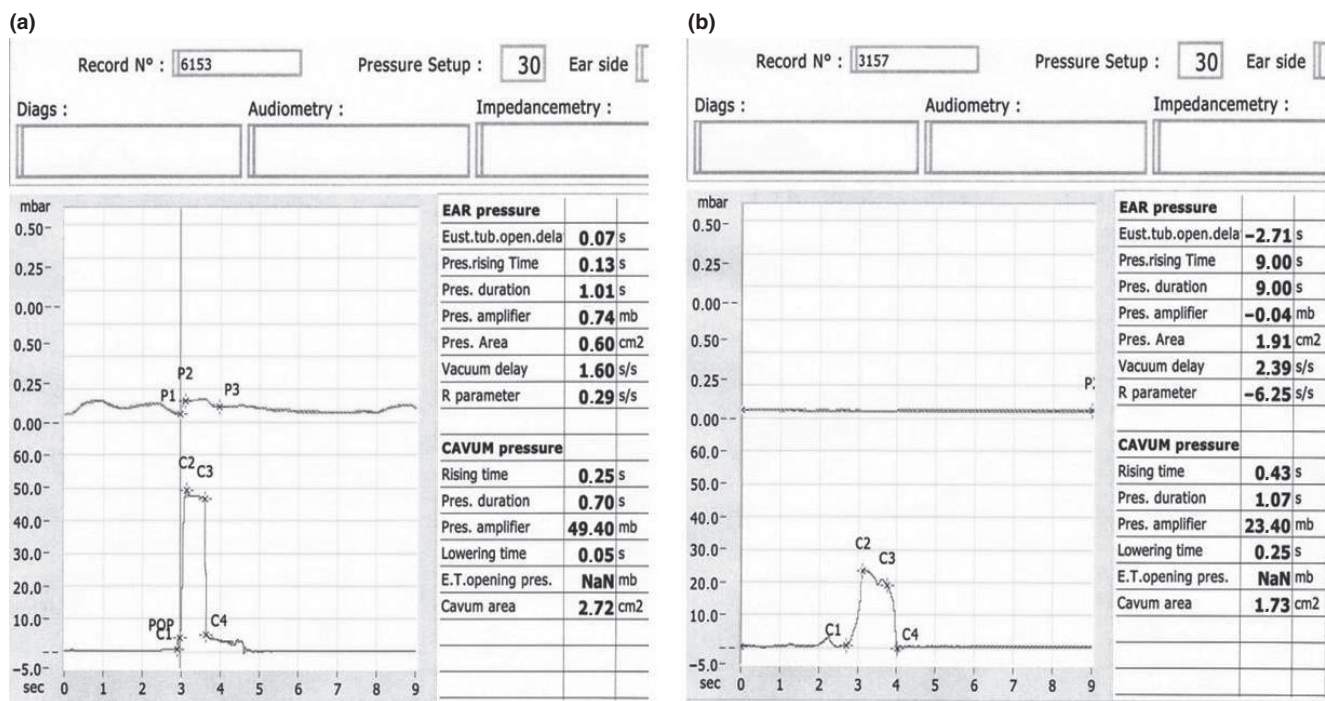 (a)
Record N° : 6153 Pressure Setup : 30 Ear side
Diags : Audiometry : Impedancemetry :
mbar
0.50
0.25
0.00
0.50
0.25
0.00
60.0
50.0
40.0
30.0
20.0
10.0
-5.0
sec 0 1 2 3 4 5 6 7 8 9
P1 P2 P3
C2 C3
POP
C1 C4
EAR pressure
Eust.tub.open.dela 0.07 s
Pres.rising Time 0.13 s
Pres. duration 1.01 s
Pres. amplifier 0.74 mb
Pres. Area 0.60 cm2
Vacuum delay 1.60 s/s
R parameter 0.29 s/s
CAVUM pressure
Rising time 0.25 s
Pres. duration 0.70 s
Pres. amplifier 49.40 mb
Lowering time 0.05 s
E.T.opening pres. NaN mb
Cavum area 2.72 cm2
(b)
Record N° : 3157 Pressure Setup : 30 Ear side
Diags : Audiometry : Impedancemetry :
mbar
0.50
0.25
0.00
0.50
0.25
0.00
60.0
50.0
40.0
30.0
20.0
10.0
-5.0
sec 0 1 2 3 4 5 6 7 8 9
C1 C2 C3 C4
EAR pressure
Eust.tub.open.dela -2.71 s
Pres.rising Time 9.00 s
Pres. duration 9.00 s
Pres. amplifier -0.04 mb
Pres. Area 1.91 cm2
Vacuum delay 2.39 s/s
R parameter -6.25 s/s
CAVUM pressure
Rising time 0.43 s
Pres. duration 1.07 s
Pres. amplifier 23.40 mb
Lowering time 0.25 s
E.T.opening pres. NaN mb
Cavum area 1.73 cm2